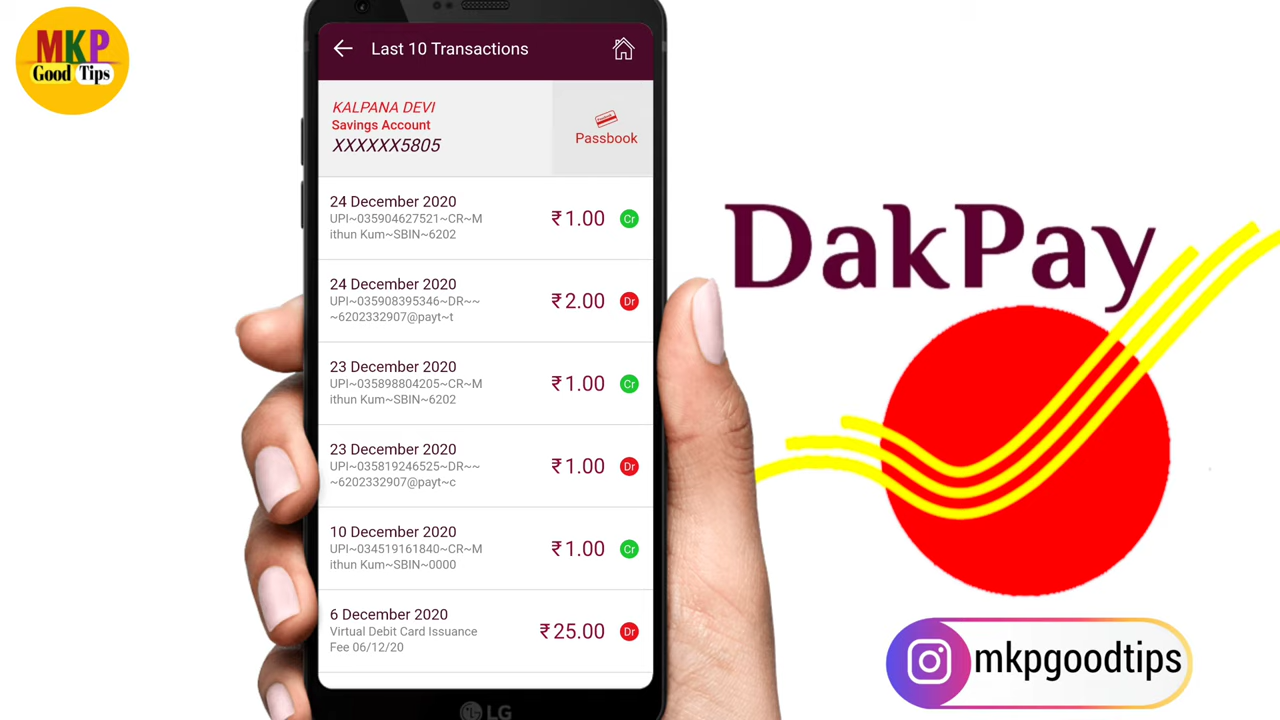 MKP
Good Tips
Last 10 Transactions
KALPANA DEVI
Savings Account
XXXXXX5805
Passbook
24 December 2020
UPI~035904627521~CR~M
ithun Kum~SBIN~6202
₹1.00 Cr
24 December 2020
UPI~035908395346~DR~~
~6202332907@payt~t
₹2.00 Dr
23 December 2020
UPI~035898804205~CR~M
ithun Kum~SBIN~6202
₹1.00 Cr
23 December 2020
UPI~035819246525~DR~~
~6202332907@payt~c
₹1.00 Dr
10 December 2020
UPI~034519161840~CR~M
ithun Kum~SBIN~0000
₹1.00 Cr
6 December 2020
Virtual Debit Card Issuance
Fee 06/12/20
₹25.00 Dr
LG
DakPay
mkpgoodtips